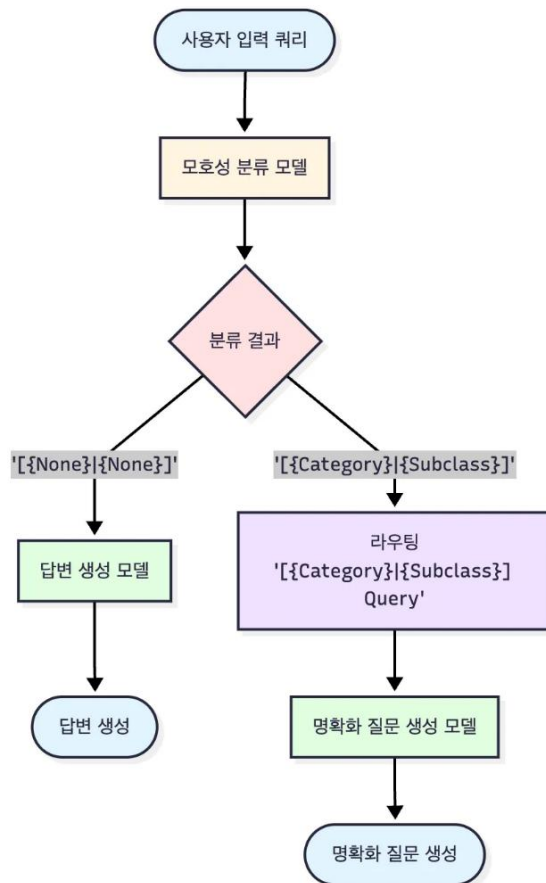 사용자 입력 쿼리
모호성 분류 모델
분류 결과
'[{None}|{None}]'
'[{Category}|{Subclass}]'
답변 생성 모델
라우팅
'[{Category}|{Subclass}]
Query'
답변 생성
명확화 질문 생성 모델
명확화 질문 생성